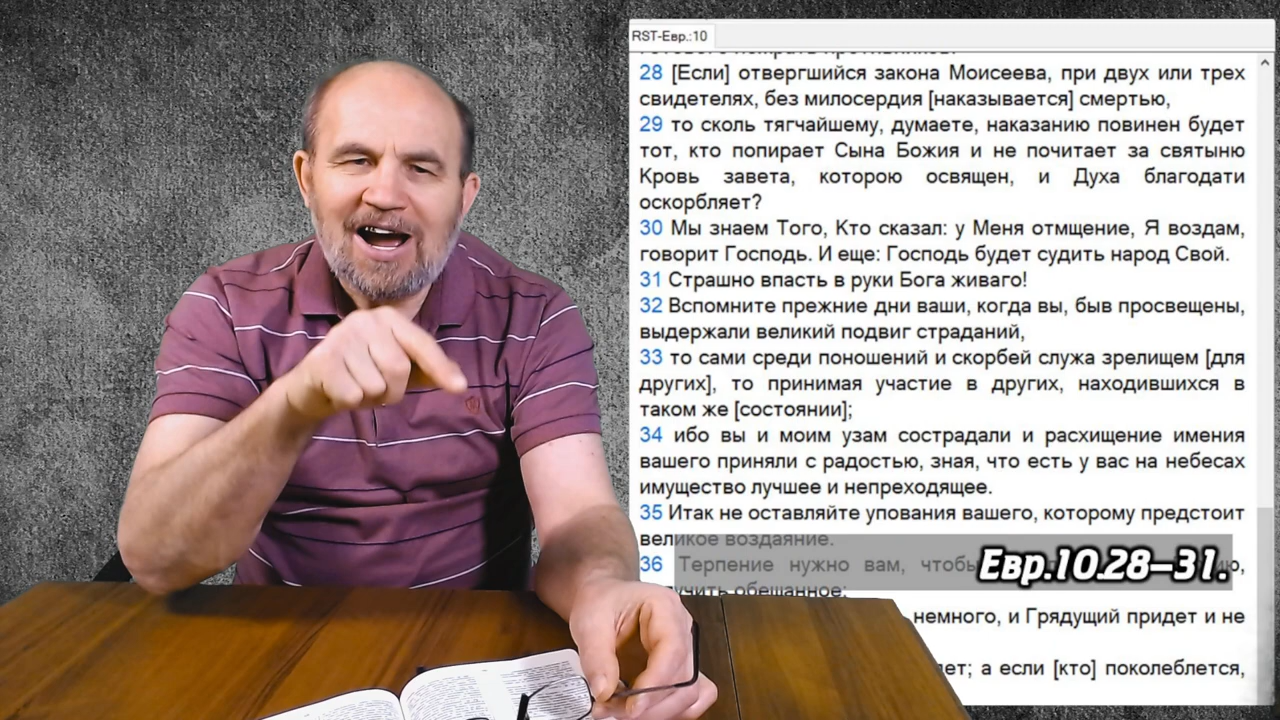 RST-Евр.:10
28 [Если] отвергшийся закона Моисеева, при двух или трех
свидетелях, без милосердия [наказывается] смертью,
29 то сколь тягчайшему, думаете, наказанию повинен будет
тот, кто попирает Сына Божия и не почитает за святыню
Кровь завета, которою освящен, и Духа благодати
оскорбляет?
30 Мы знаем Того, Кто сказал: у Меня отмщение, Я воздам,
говорит Господь. И еще: Господь будет судить народ Свой.
31 Страшно впасть в руки Бога живаго!
32 Вспомните прежние дни ваши, когда вы, быв просвещены,
выдержали великий подвиг страданий,
33 то сами среди поношений и скорбей служа зрелищем [для
других], то принимая участие в других, находившихся в
таком же [состоянии];
34 ибо вы и моим узам сострадали и расхищение имения
вашего приняли с радостью, зная, что есть у вас на небесах
имущество лучшее и непреходящее.
35 Итак не оставляйте упования вашего, которому предстоит
великое воздаяние.
36 Терпение нужно вам, чтобы
обещанное:
Евр.10.28–31.
немного, и Грядущий придет и не
а если [кто] поколеблется,